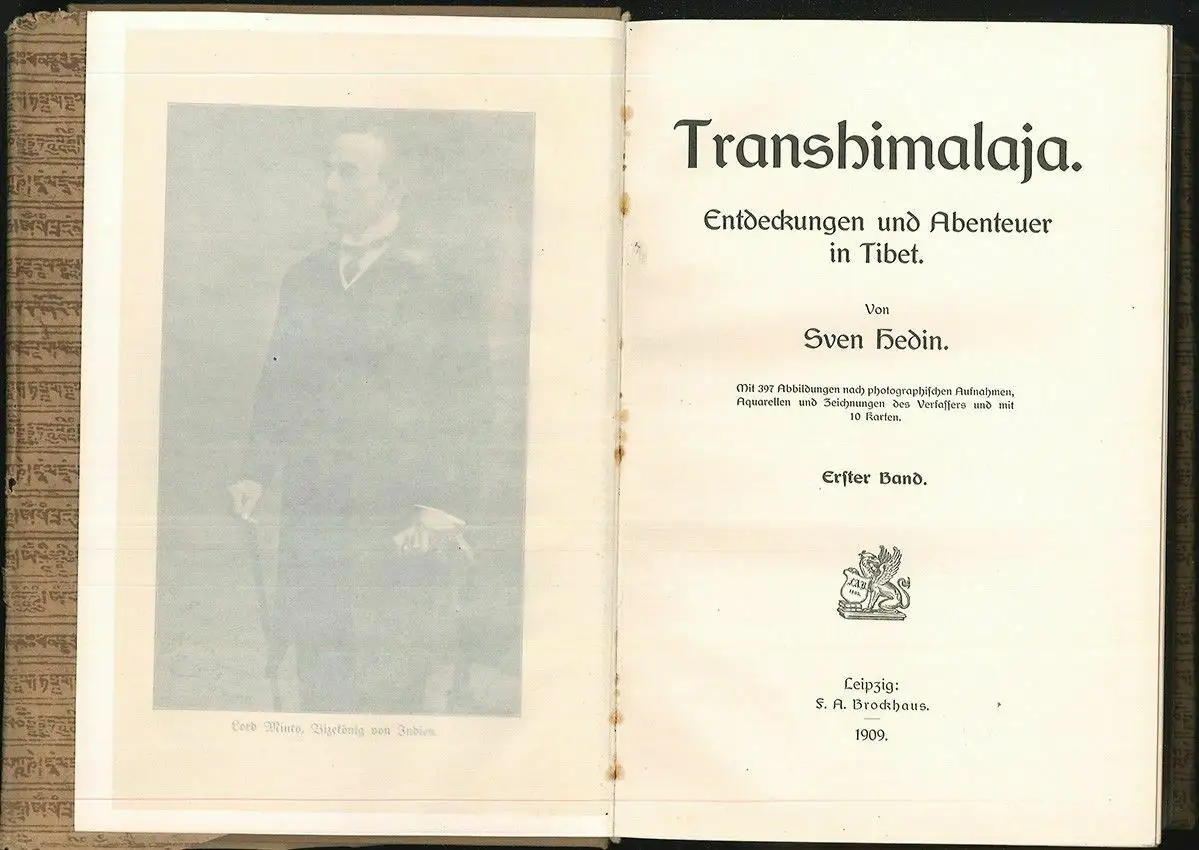 Lord Minto, Vizekönig von Indien.
Transhimalaja.
Entdeckungen und Abenteuer
in Tibet.
Von
Sven Hedin.
Mit 397 Abbildungen nach photographiſchen Aufnahmen,
Aquarellen und Zeichnungen des Verfaſſers und mit
10 Karten.
Erſter Band.
Leipzig:
F. A. Brockhaus.
1909.